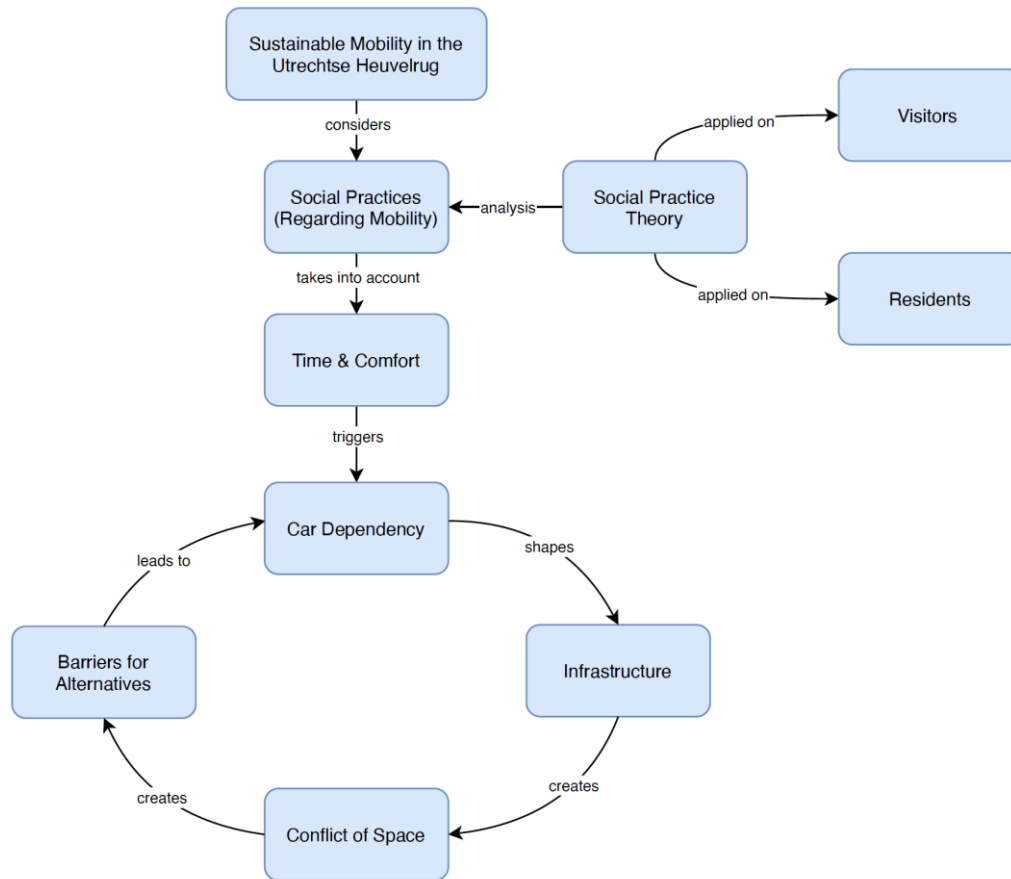 Sustainable Mobility in the
Utrechtse Heuvelrug
considers
applied on
Visitors
Social Practices
(Regarding Mobility)
analysis
Social Practice
Theory
takes into account
applied on
Residents
Time & Comfort
triggers
Car Dependency
shapes
leads to
Barriers for
Alternatives
Infrastructure
creates
creates
Conflict of Space